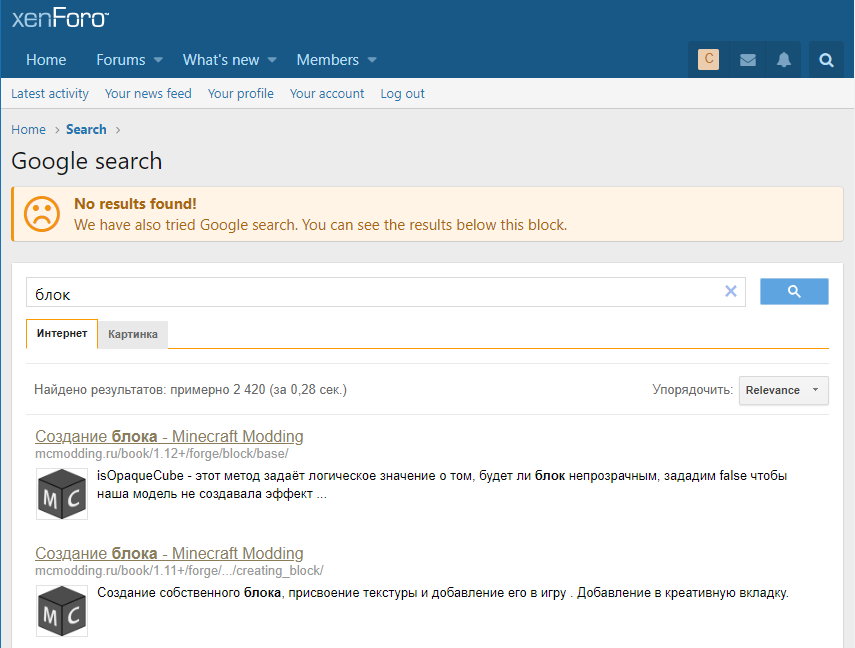 xenForo™
Home Forums What's new Members C
Latest activity Your news feed Your profile Your account Log out
Home › Search ›
Google search
No results found!
We have also tried Google search. You can see the results below this block.
блок
Интернет Картинка
Найдено результатов: примерно 2 420 (за 0,28 сек.) Упорядочить: Relevance
Создание блока - Minecraft Modding
mcmodding.ru/book/1.12+/forge/block/base/
MC isOpaqueCube - этот метод задаёт логическое значение о том, будет ли блок непрозрачным, зададим false чтобы
наша модель не создавала эффект ...
Создание блока - Minecraft Modding
mcmodding.ru/book/1.11+/forge/.../creating_block/
MC Создание собственного блока, присвоение текстуры и добавление его в игру . Добавление в креативную вкладку.